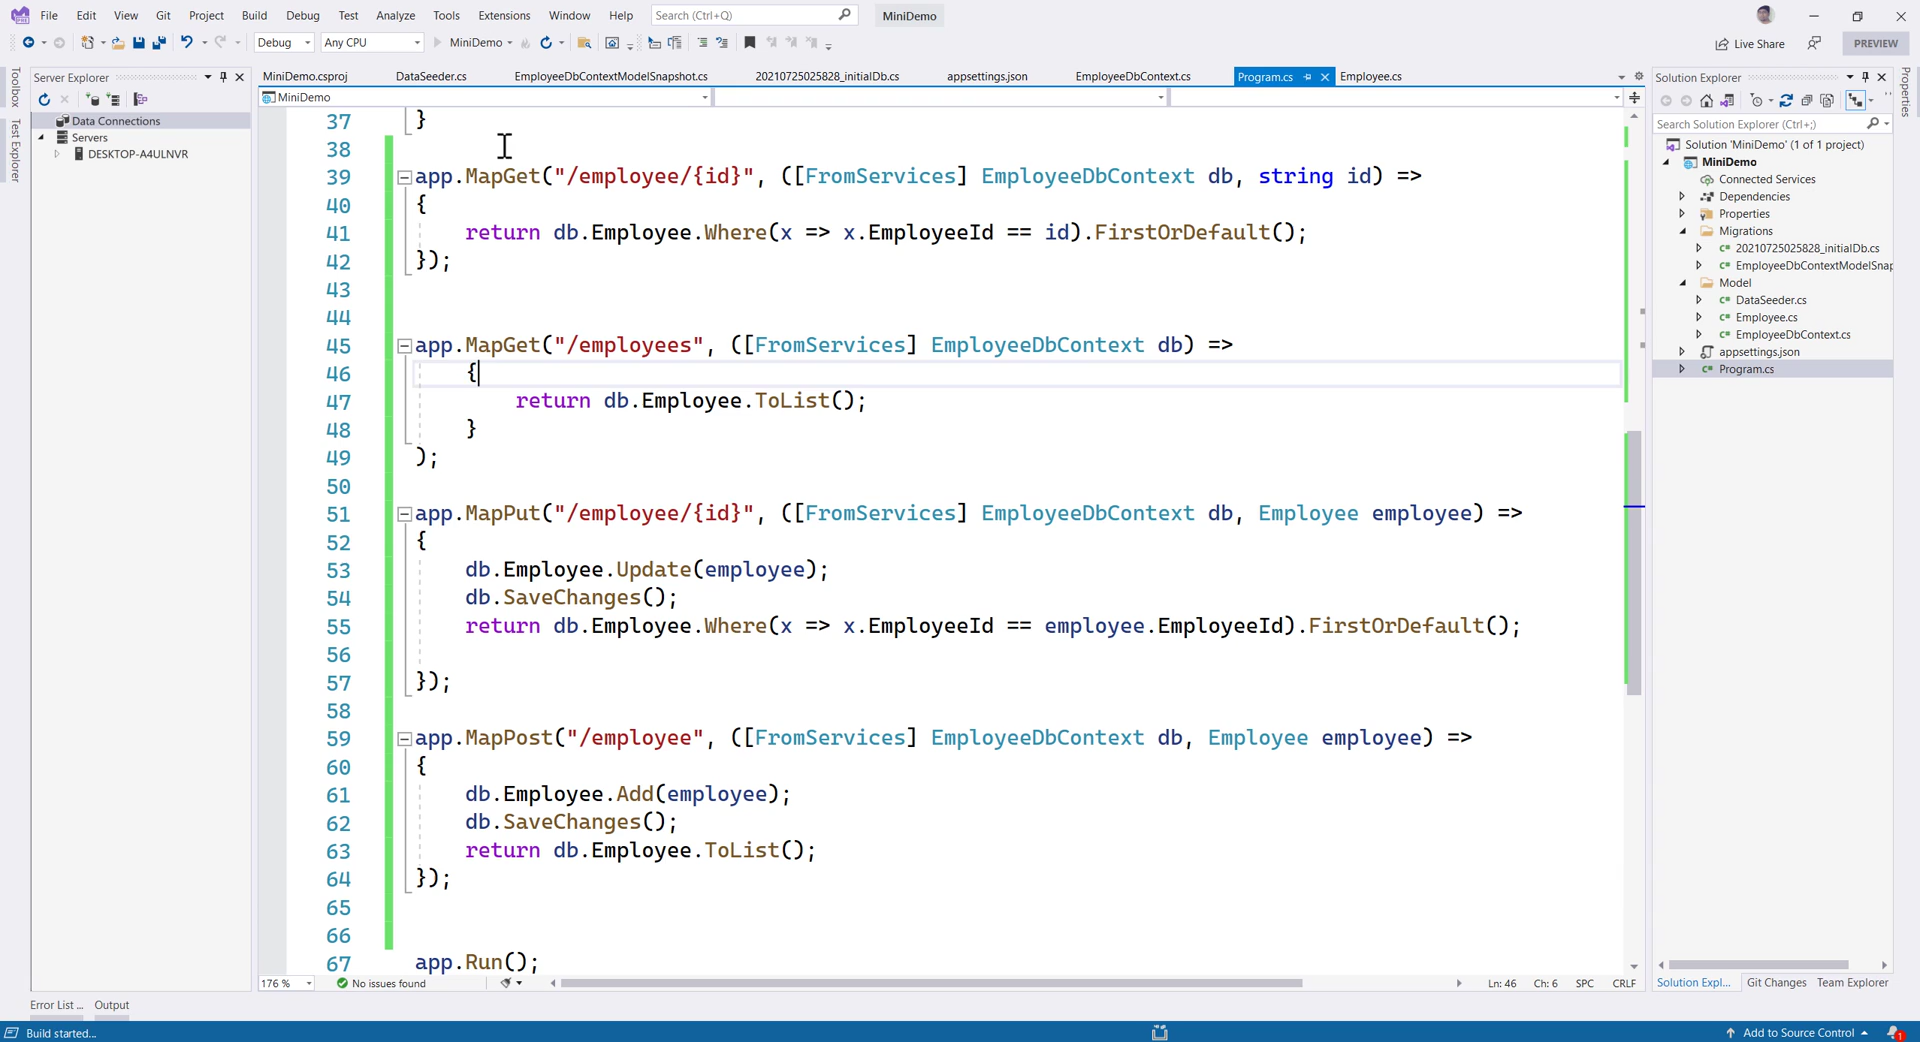 File Edit View Git Project Build Debug Test Analyze Tools Extensions Window Help Search (Ctrl+Q) MiniDemo
Debug Any CPU MiniDemo Live Share PREVIEW
Toolbox
Test Explorer
Server Explorer
Data Connections
Servers
DESKTOP-A4ULNVR
MiniDemo.csproj DataSeeder.cs EmployeeDbContextModelSnapshot.cs 20210725025828_initialDb.cs appsettings.json EmployeeDbContext.cs Program.cs Employee.cs
MiniDemo
37 }
38
39 app.MapGet("/employee/{id}", ([FromServices] EmployeeDbContext db, string id) =>
40 {
41 return db.Employee.Where(x => x.EmployeeId == id).FirstOrDefault();
42 });
43
44
45 app.MapGet("/employees", ([FromServices] EmployeeDbContext db) =>
46 {
47 return db.Employee.ToList();
48 }
49 );
50
51 app.MapPut("/employee/{id}", ([FromServices] EmployeeDbContext db, Employee employee) =>
52 {
53 db.Employee.Update(employee);
54 db.SaveChanges();
55 return db.Employee.Where(x => x.EmployeeId == employee.EmployeeId).FirstOrDefault();
56
57 });
58
59 app.MapPost("/employee", ([FromServices] EmployeeDbContext db, Employee employee) =>
60 {
61 db.Employee.Add(employee);
62 db.SaveChanges();
63 return db.Employee.ToList();
64 });
65
66
67 app.Run();
176 % No issues found Ln: 46 Ch: 6 SPC CRLF
Solution Explorer
Search Solution Explorer (Ctrl+;)
Solution 'MiniDemo' (1 of 1 project)
MiniDemo
Connected Services
Dependencies
Properties
Migrations
20210725025828_initialDb.cs
EmployeeDbContextModelSnap
Model
DataSeeder.cs
Employee.cs
EmployeeDbContext.cs
appsettings.json
Program.cs
Solution Expl... Git Changes Team Explorer
Properties
Error List ... Output
Build started... Add to Source Control 1